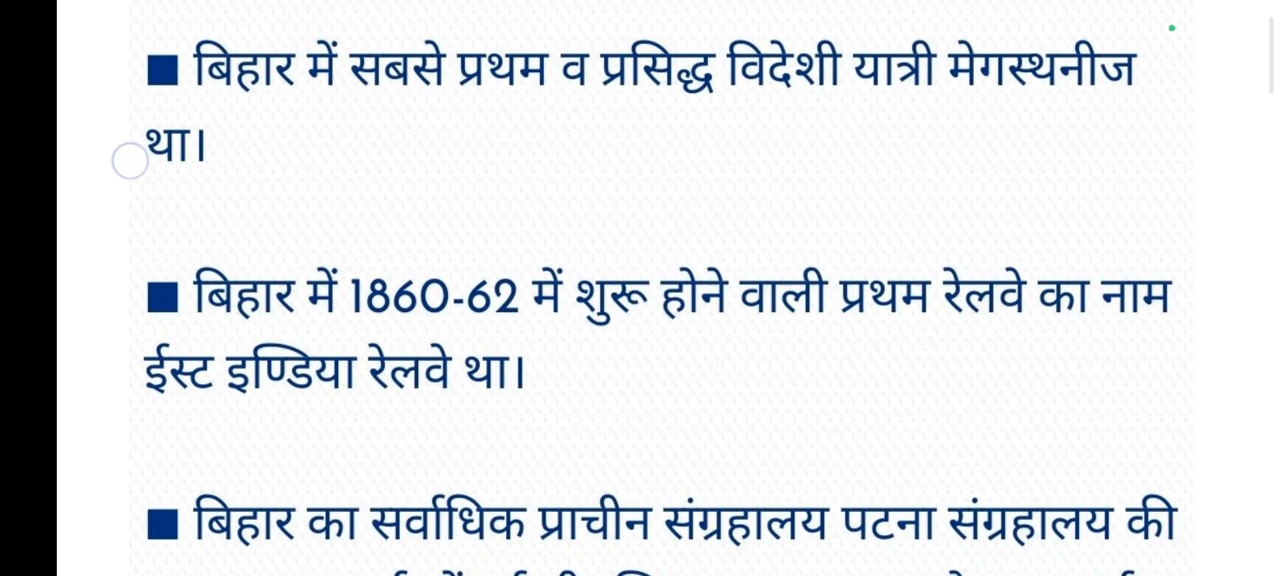 ■ बिहार में सबसे प्रथम व प्रसिद्ध विदेशी यात्री मेगस्थनीज
था।
■ बिहार में 1860-62 में शुरू होने वाली प्रथम रेलवे का नाम
ईस्ट इण्डिया रेलवे था।
■ बिहार का सर्वाधिक प्राचीन संग्रहालय पटना संग्रहालय की